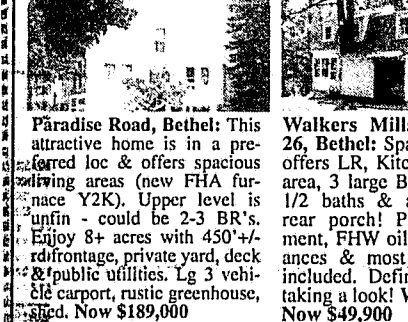 Paradise Road, Bethel: This
attractive home is in a pre-
ferred loc & offers spacious
living areas (new FHA fur-
nace Y2K). Upper level is
unfin - could be 2-3 BR's.
Enjoy 8+ acres with 450'+/-
rd frontage, private yard, deck
& public utilities. Lg 3 vehi-
cle carport, rustic greenhouse,
shed. Now $189,000
Walkers Mills
26, Bethel: Spa
offers LR, Kitc
area, 3 large B
1/2 baths & a
rear porch! P
ment, FHW oil
ances & most
included. Defin
taking a look! W
Now $49,900